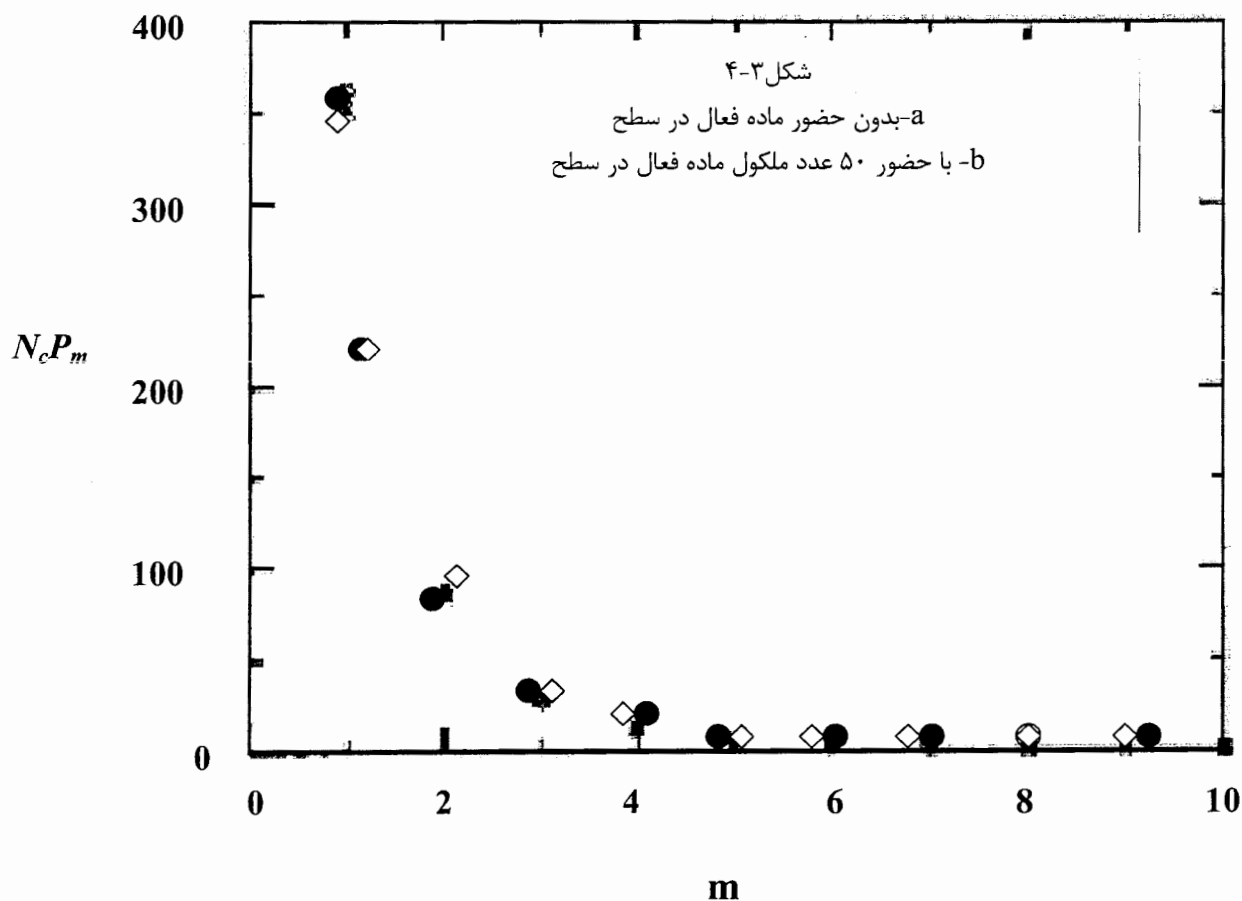 400
شکل۳-۴
a-بدون حضور ماده فعال در سطح
b- با حضور ۵۰ عدد ملکول ماده فعال در سطح
300
NcPm
200
100
0
0 2 4 6 8 10
m